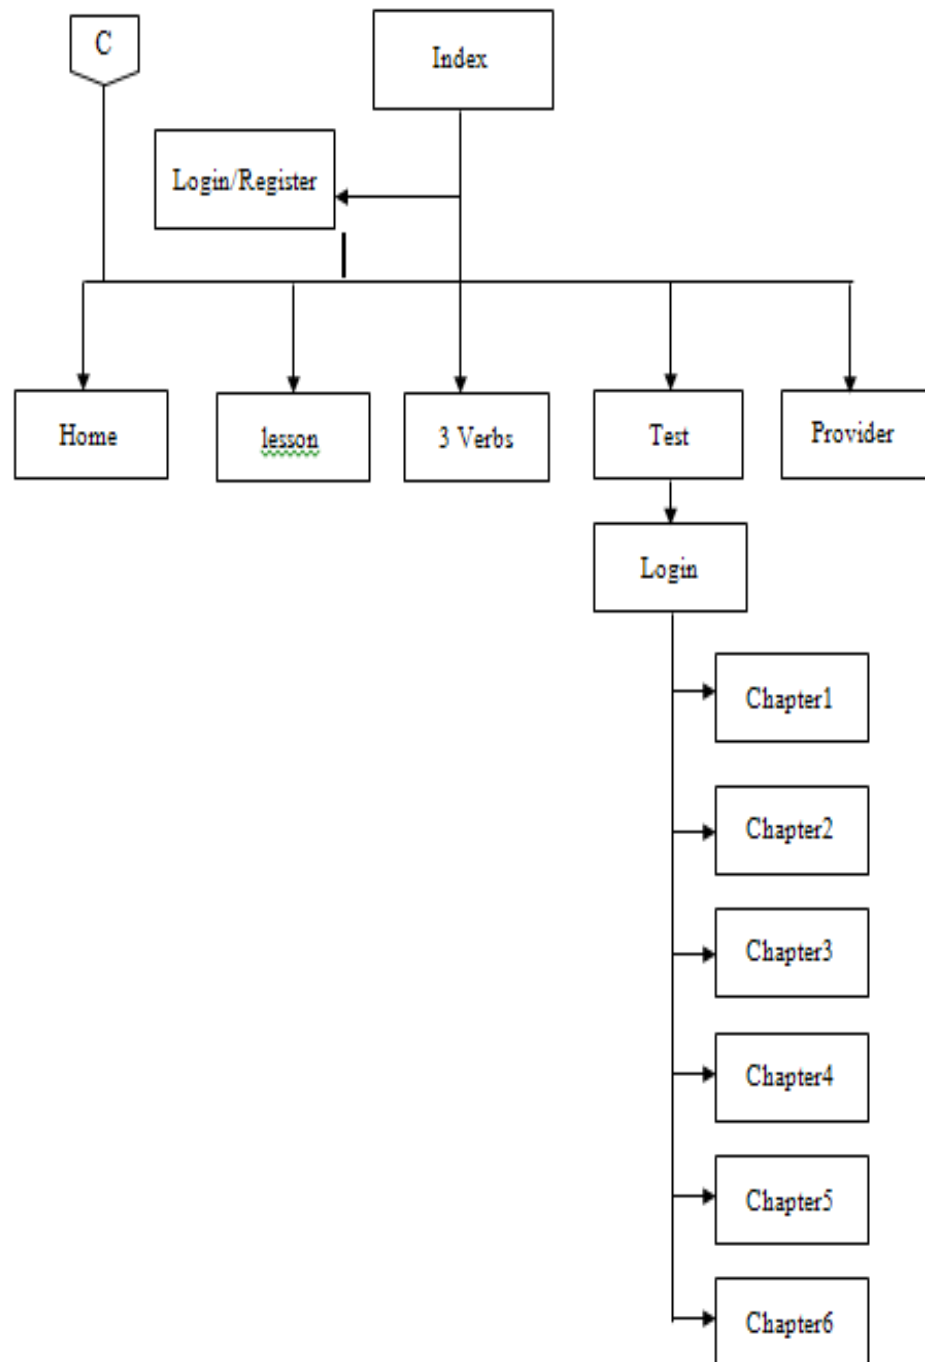 C
Index
Login/Register
Home
lesson
3 Verbs
Test
Provider
Login
Chapter1
Chapter2
Chapter3
Chapter4
Chapter5
Chapter6